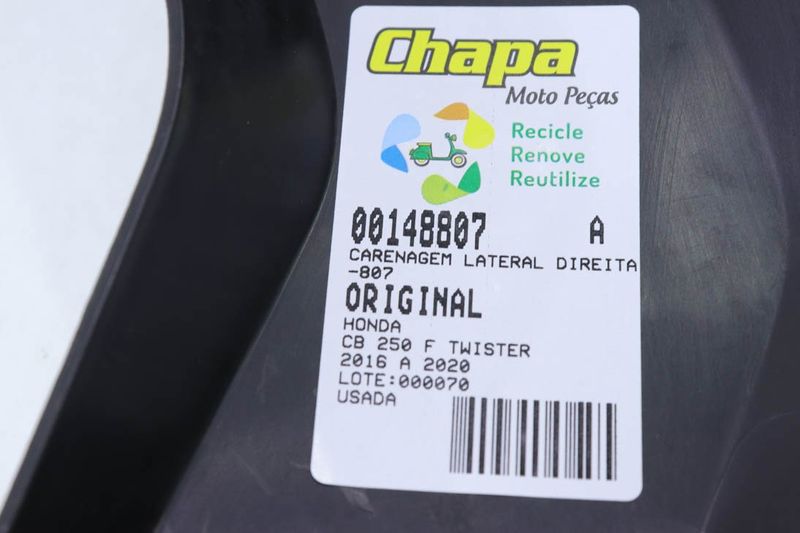 Chapa
Moto Peças
Recicle
Renove
Reutilize
00148807 A
CARENAGEM LATERAL DIREITA
-807
ORIGINAL
HONDA
CB 250 F TWISTER
2016 A 2020
LOTE:000070
USADA